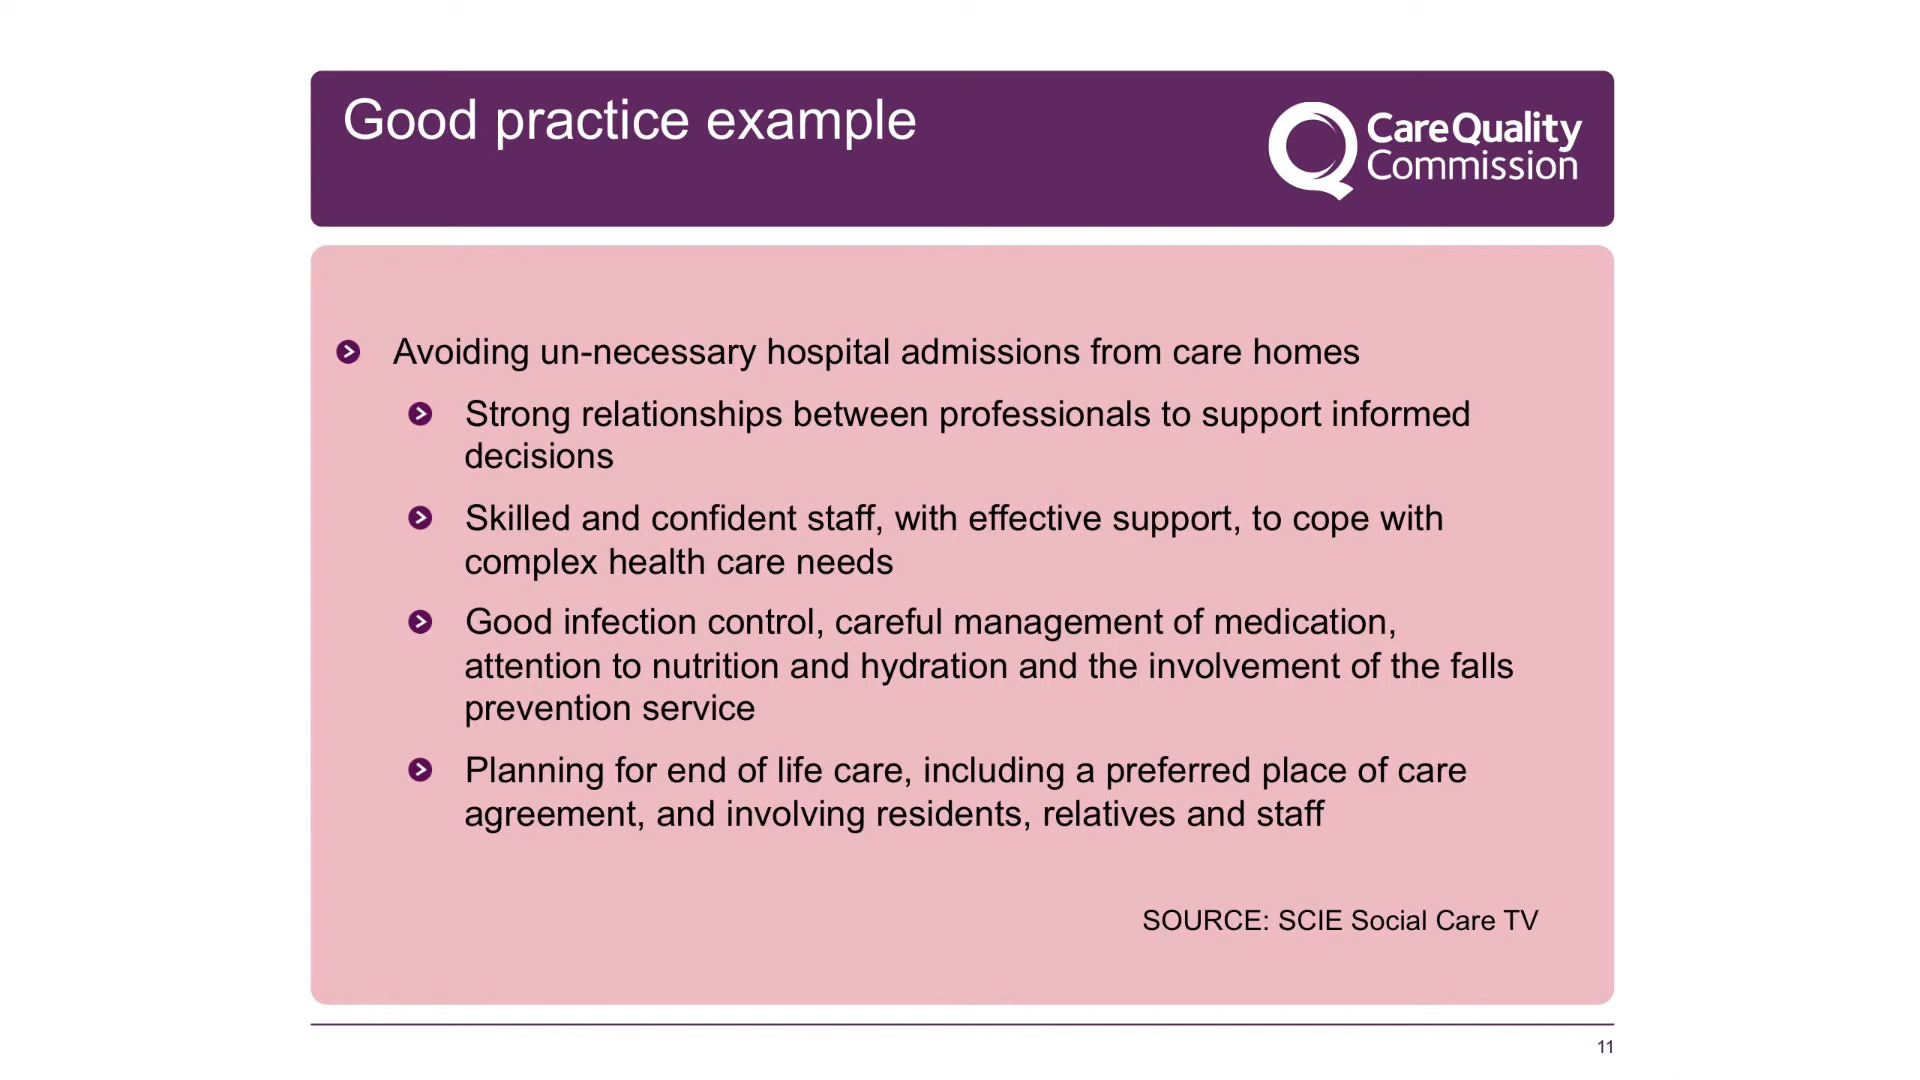 Good practice example
CareQuality
Commission
Avoiding un-necessary hospital admissions from care homes
Strong relationships between professionals to support informed
decisions
Skilled and confident staff, with effective support, to cope with
complex health care needs
Good infection control, careful management of medication,
attention to nutrition and hydration and the involvement of the falls
prevention service
Planning for end of life care, including a preferred place of care
agreement, and involving residents, relatives and staff
SOURCE: SCIE Social Care TV
11